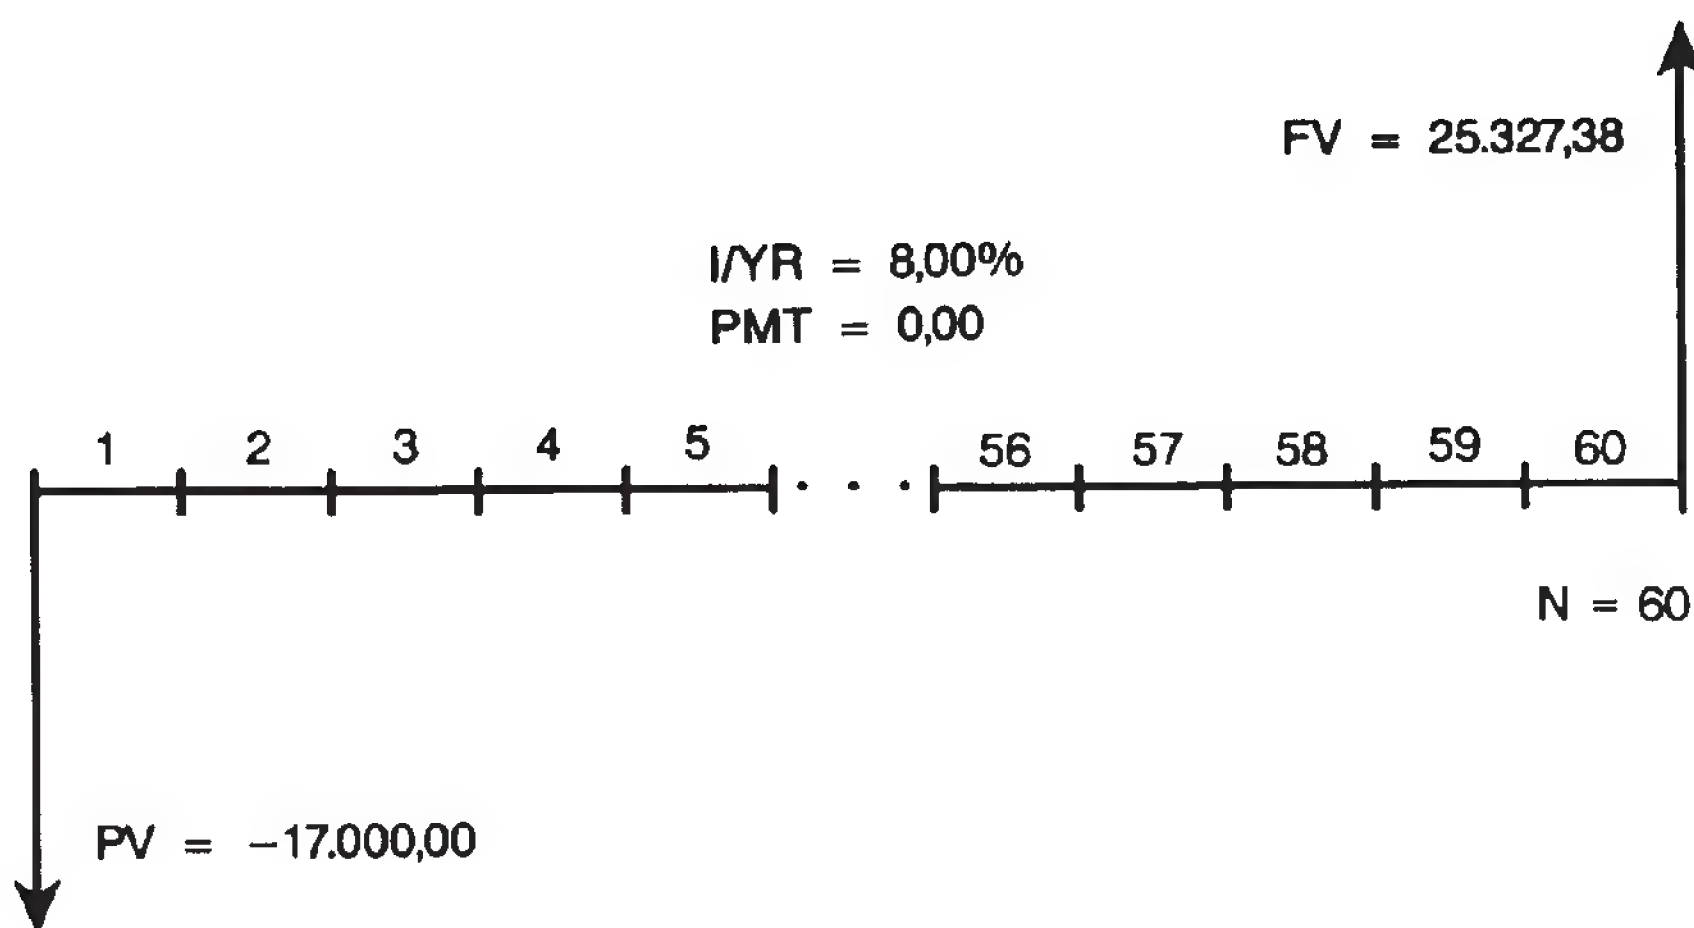 FV = 25.327,38
I/YR = 8,00%
PMT = 0,00
1 2 3 4 5 . . . 56 57 58 59 60
N = 60
PV = −17.000,00